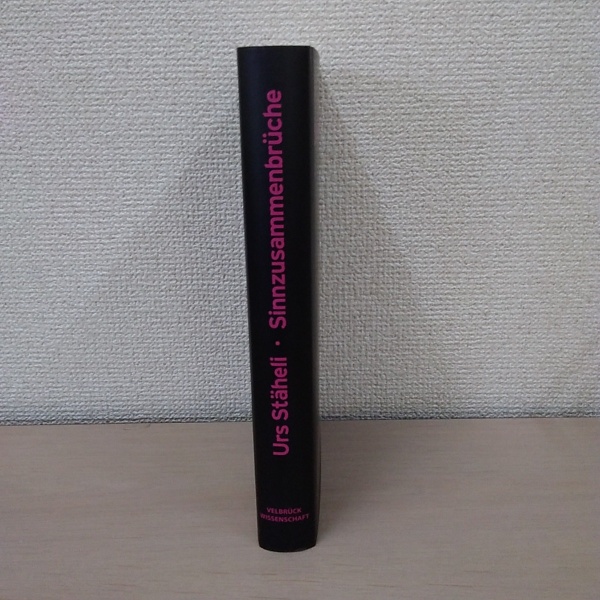 Urs Stäheli · Sinnzusammenbrüche
VELBRÜCK
WISSENSCHAFT